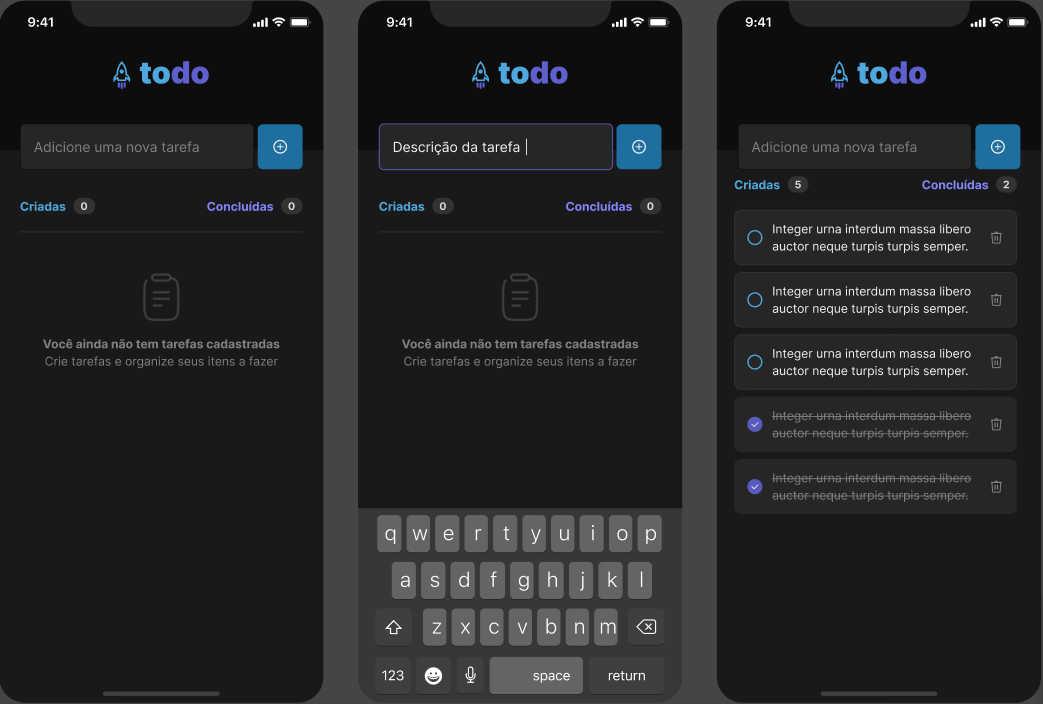 9:41
todo
Adicione uma nova tarefa
Criadas 0 Concluídas 0
Você ainda não tem tarefas cadastradas
Crie tarefas e organize seus itens a fazer
9:41
todo
Descrição da tarefa
Criadas 0 Concluídas 0
Você ainda não tem tarefas cadastradas
Crie tarefas e organize seus itens a fazer
q w e r t y u i o p
a s d f g h j k l
z x c v b n m
123 space return
9:41
todo
Adicione uma nova tarefa
Criadas 5 Concluídas 2
Integer urna interdum massa libero
auctor neque turpis turpis semper.
Integer urna interdum massa libero
auctor neque turpis turpis semper.
Integer urna interdum massa libero
auctor neque turpis turpis semper.
Integer urna interdum massa libero
auctor neque turpis turpis semper.
Integer urna interdum massa libero
auctor neque turpis turpis semper.